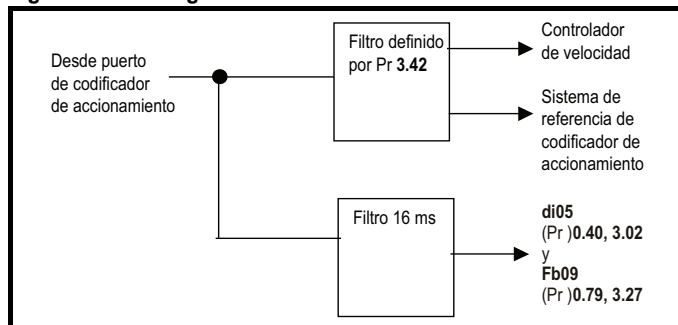 Desde puerto
de codificador
de accionamiento
Filtro definido
por Pr 3.42
Controlador
de velocidad
Sistema de
referencia de
codificador de
accionamiento
Filtro 16 ms
di05
(Pr )0.40, 3.02
y
Fb09
(Pr )0.79, 3.27